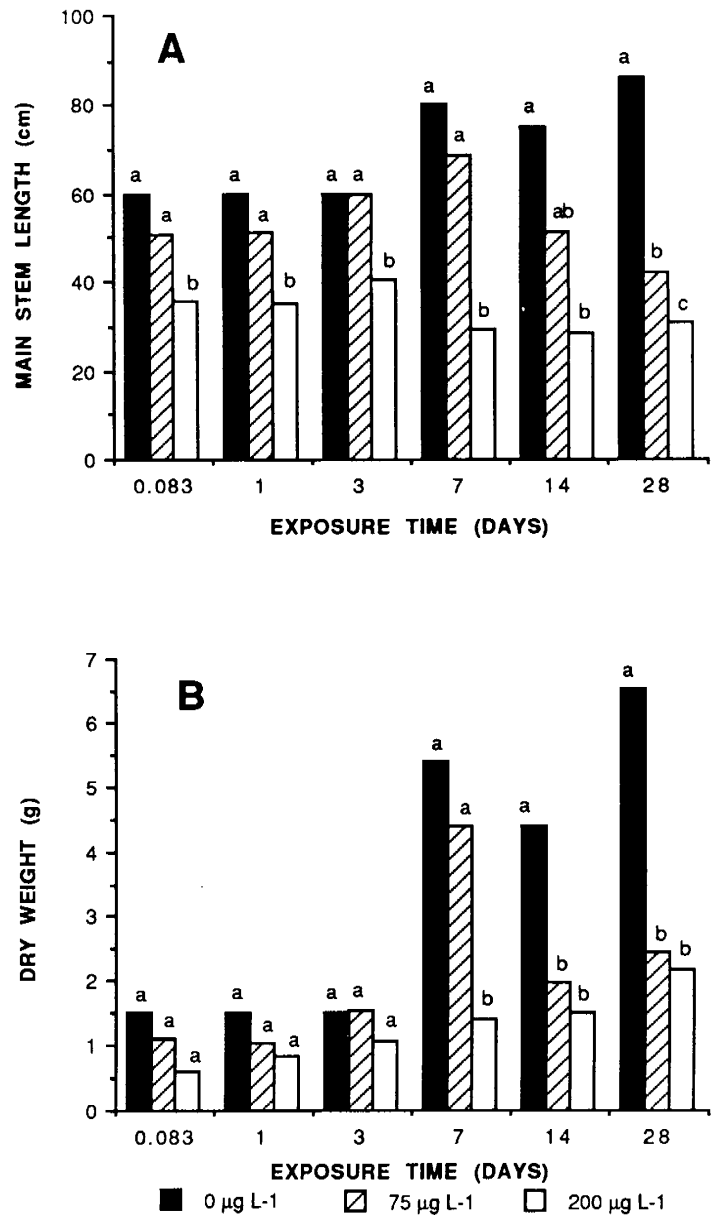 A
MAIN STEM LENGTH (cm)
100
80
60
40
20
0
a a b
a a b
a a b
a a b
a ab b
a b c
0.083 1 3 7 14 28
EXPOSURE TIME (DAYS)
B
DRY WEIGHT (g)
7
6
5
4
3
2
1
0
a a a
a a a
a a a
a a b
a b b
a b b
0.083 1 3 7 14 28
EXPOSURE TIME (DAYS)
0 µg L-1 75 µg L-1 200 µg L-1